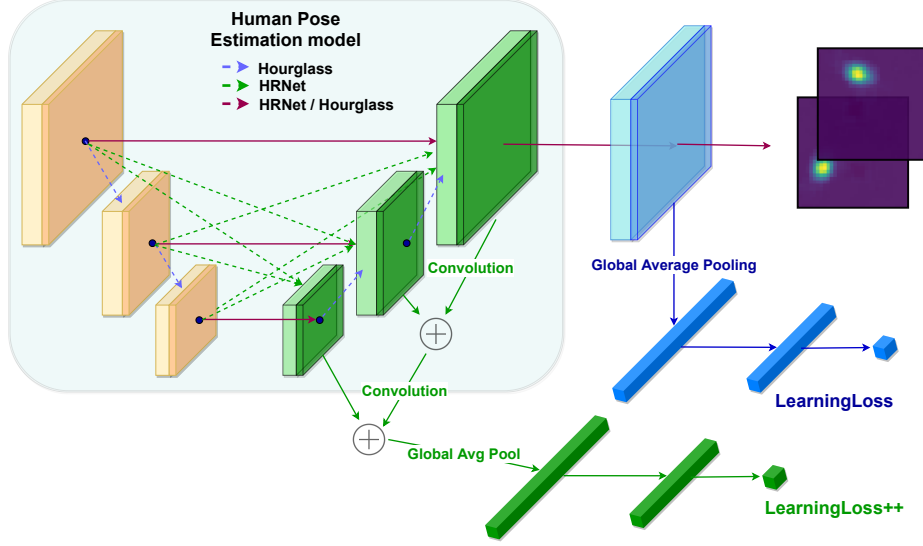 Human Pose
Estimation model
Hourglass
HRNet
HRNet / Hourglass
Convolution
Global Average Pooling
Convolution
LearningLoss
Global Avg Pool
LearningLoss++